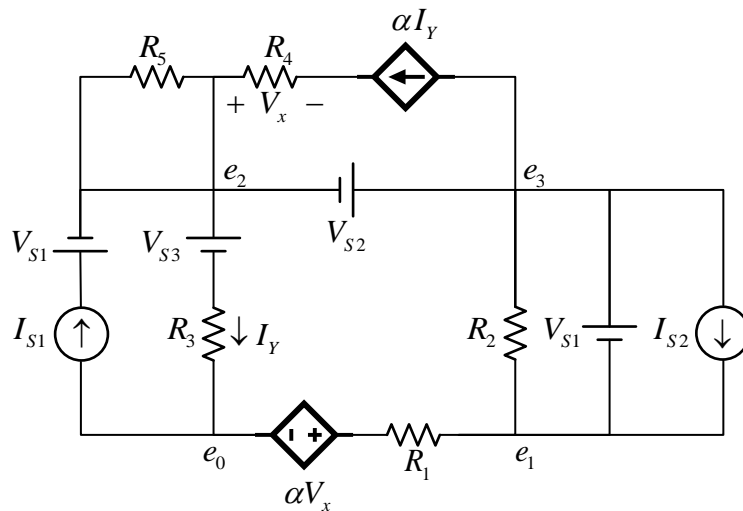 αI_Y
R_5 R_4
+ V_x −
e_2 e_3
V_S1 V_S3 V_S2
I_S1 R_3 ↓ I_Y R_2 V_S1 I_S2
e_0 R_1 e_1
αV_x